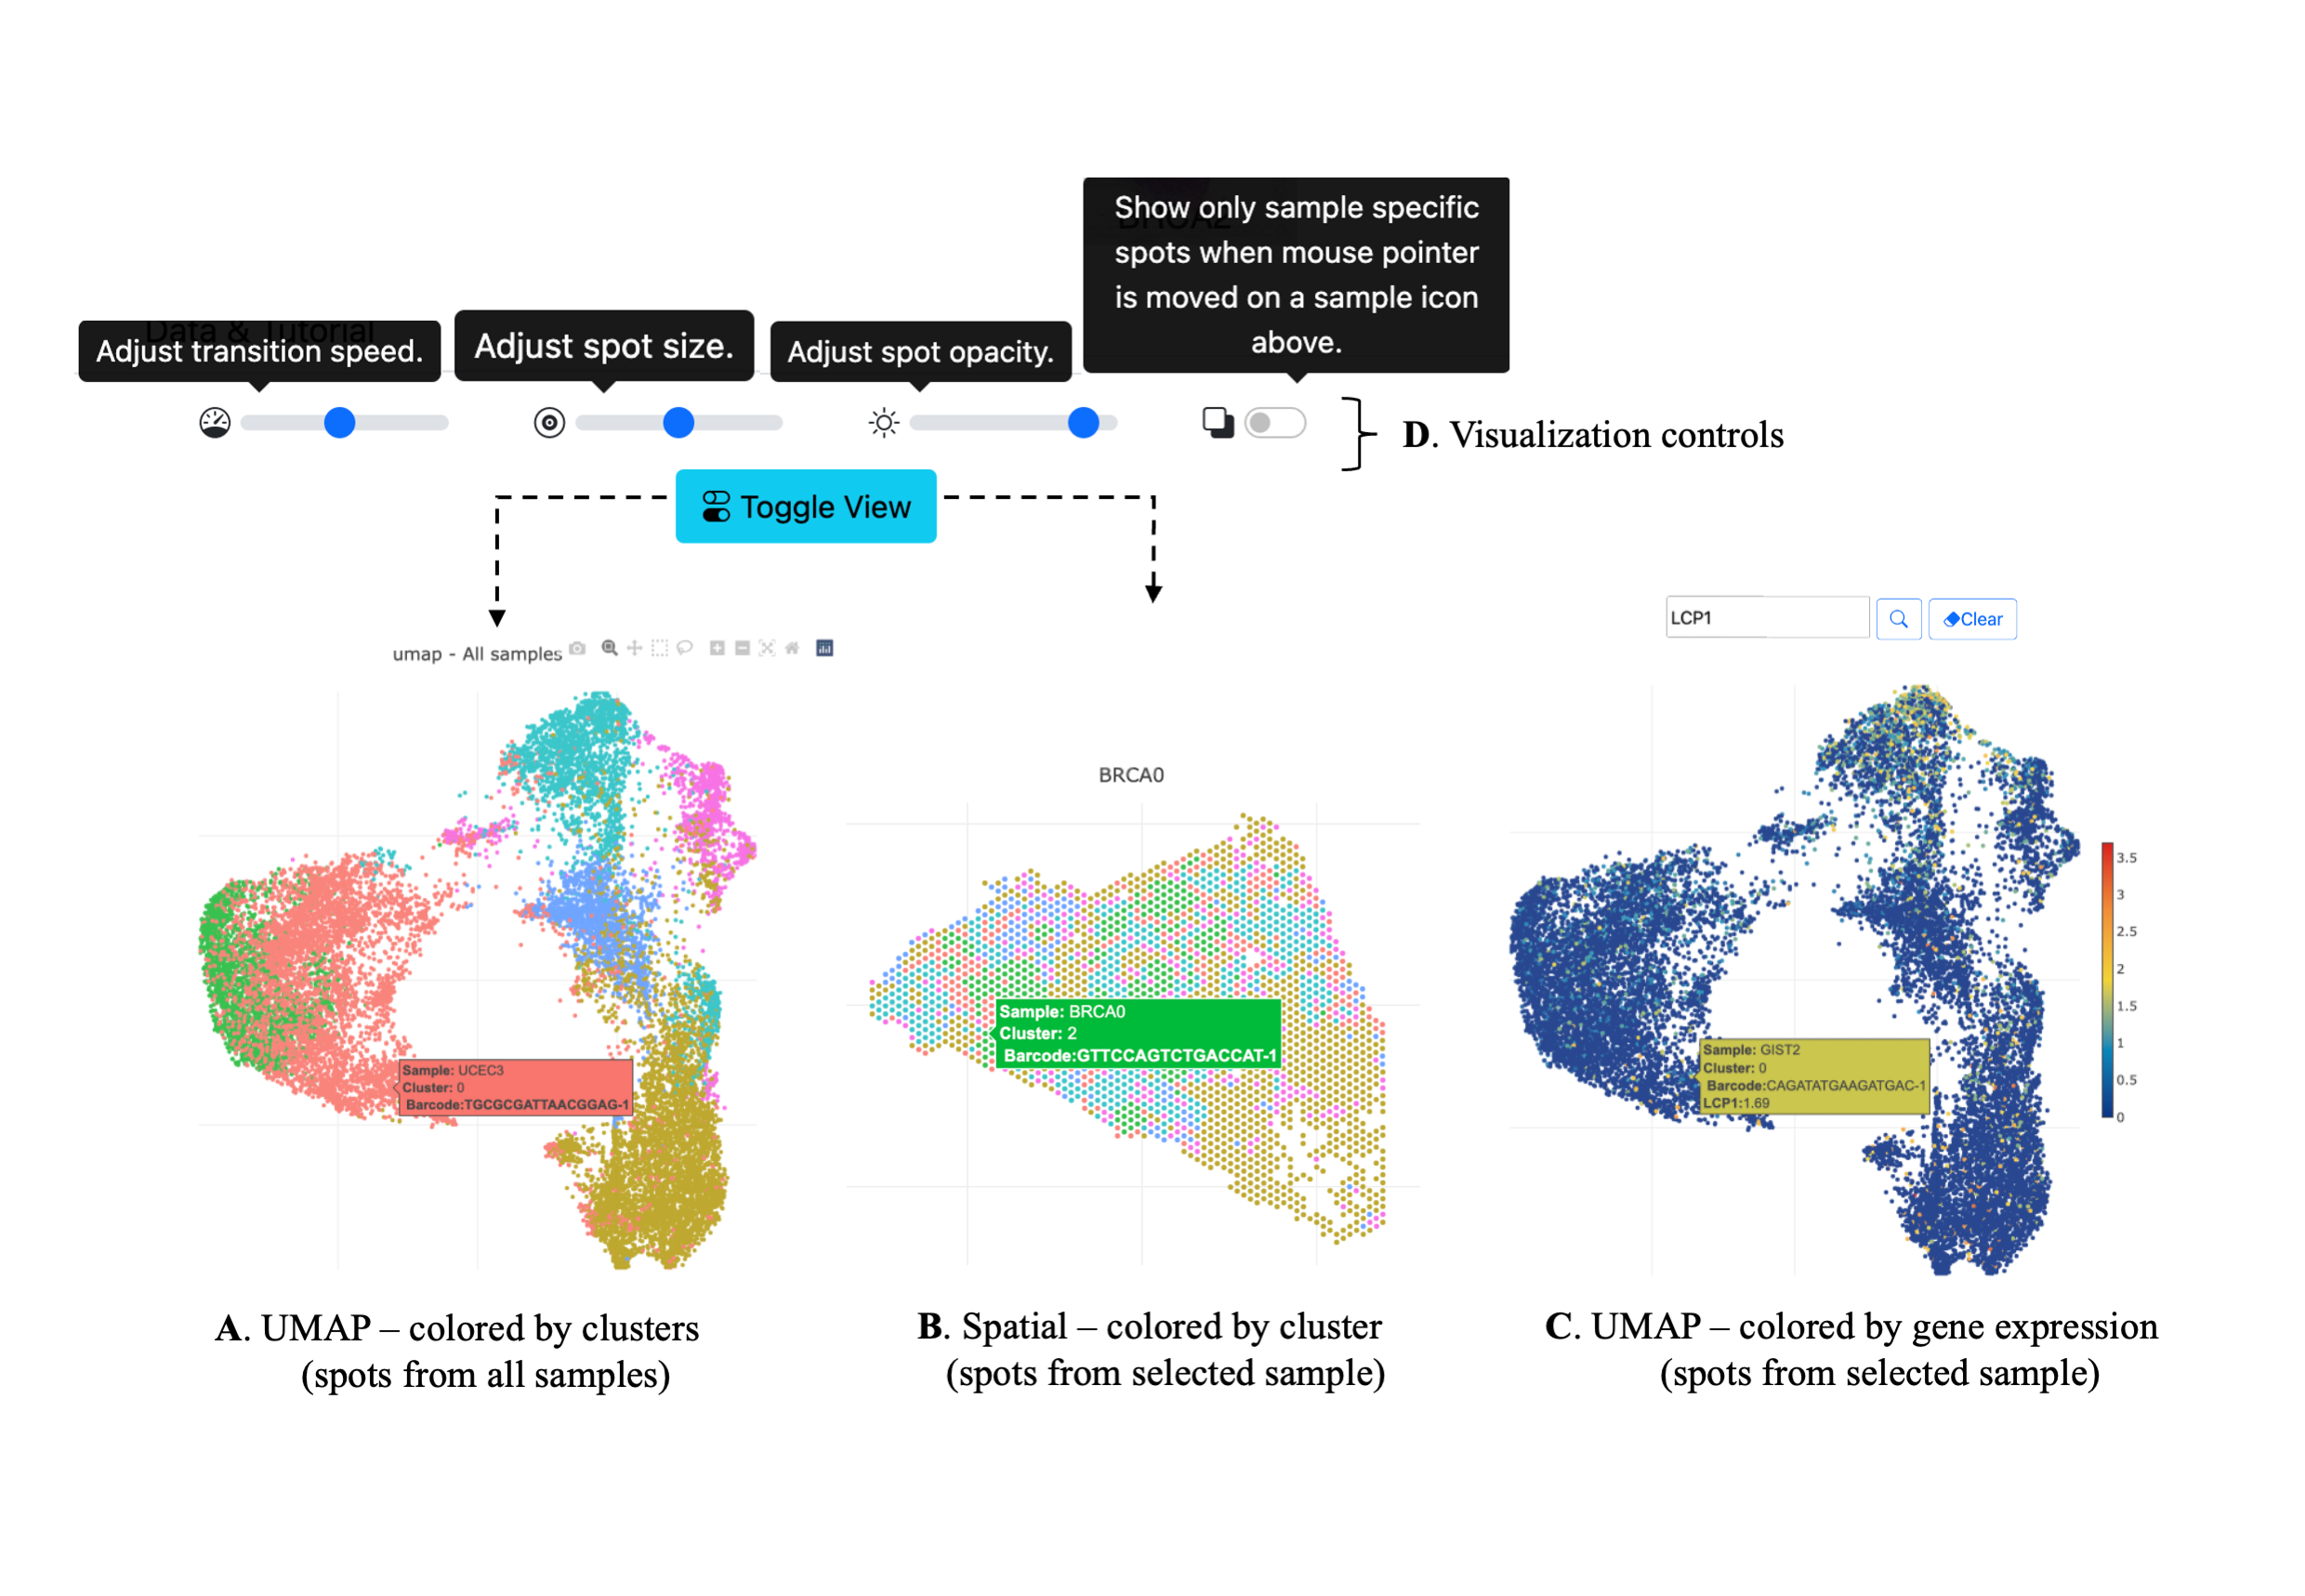 Show only sample specific
spots when mouse pointer
is moved on a sample icon
above.
Data & Tutorial
Adjust transition speed.
Adjust spot size.
Adjust spot opacity.
D. Visualization controls
Toggle View
umap - All samples
LCP1
Clear
BRCA0
Sample: UCEC3
Cluster: 0
Barcode:TGCGCGATTAACGGAG-1
Sample: BRCA0
Cluster: 2
Barcode:GTTCCAGTCTGACCAT-1
Sample: GIST2
Cluster: 0
Barcode:CAGATATGAAGATGAC-1
LCP1:1.69
3.5
3
2.5
2
1.5
1
0.5
0
A. UMAP – colored by clusters
(spots from all samples)
B. Spatial – colored by cluster
(spots from selected sample)
C. UMAP – colored by gene expression
(spots from selected sample)